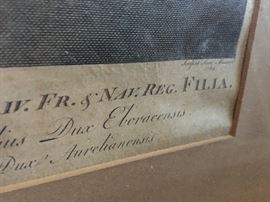 IV. FR. & NAV. REG. FILIA.
Dux Eboracensis.
Dux Aurelianensis.